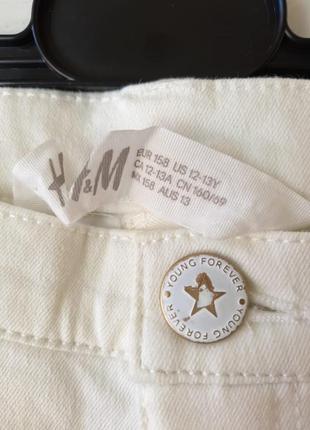 H&M
EUR 158 US 12-13Y
CA 12-13A CN 160/69
MX 158 AUS 13
YOUNG FOREVER
YOUNG FOREVER